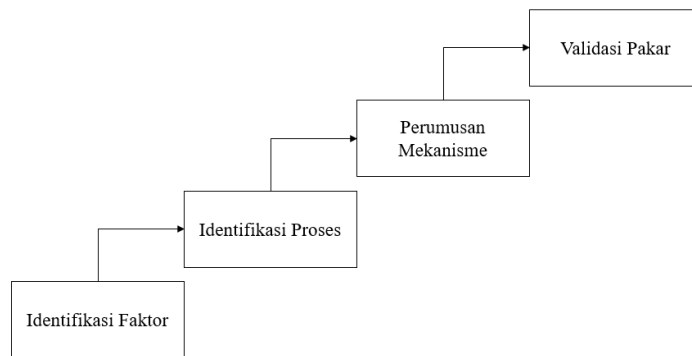 Validasi Pakar
Perumusan
Mekanisme
Identifikasi Proses
Identifikasi Faktor